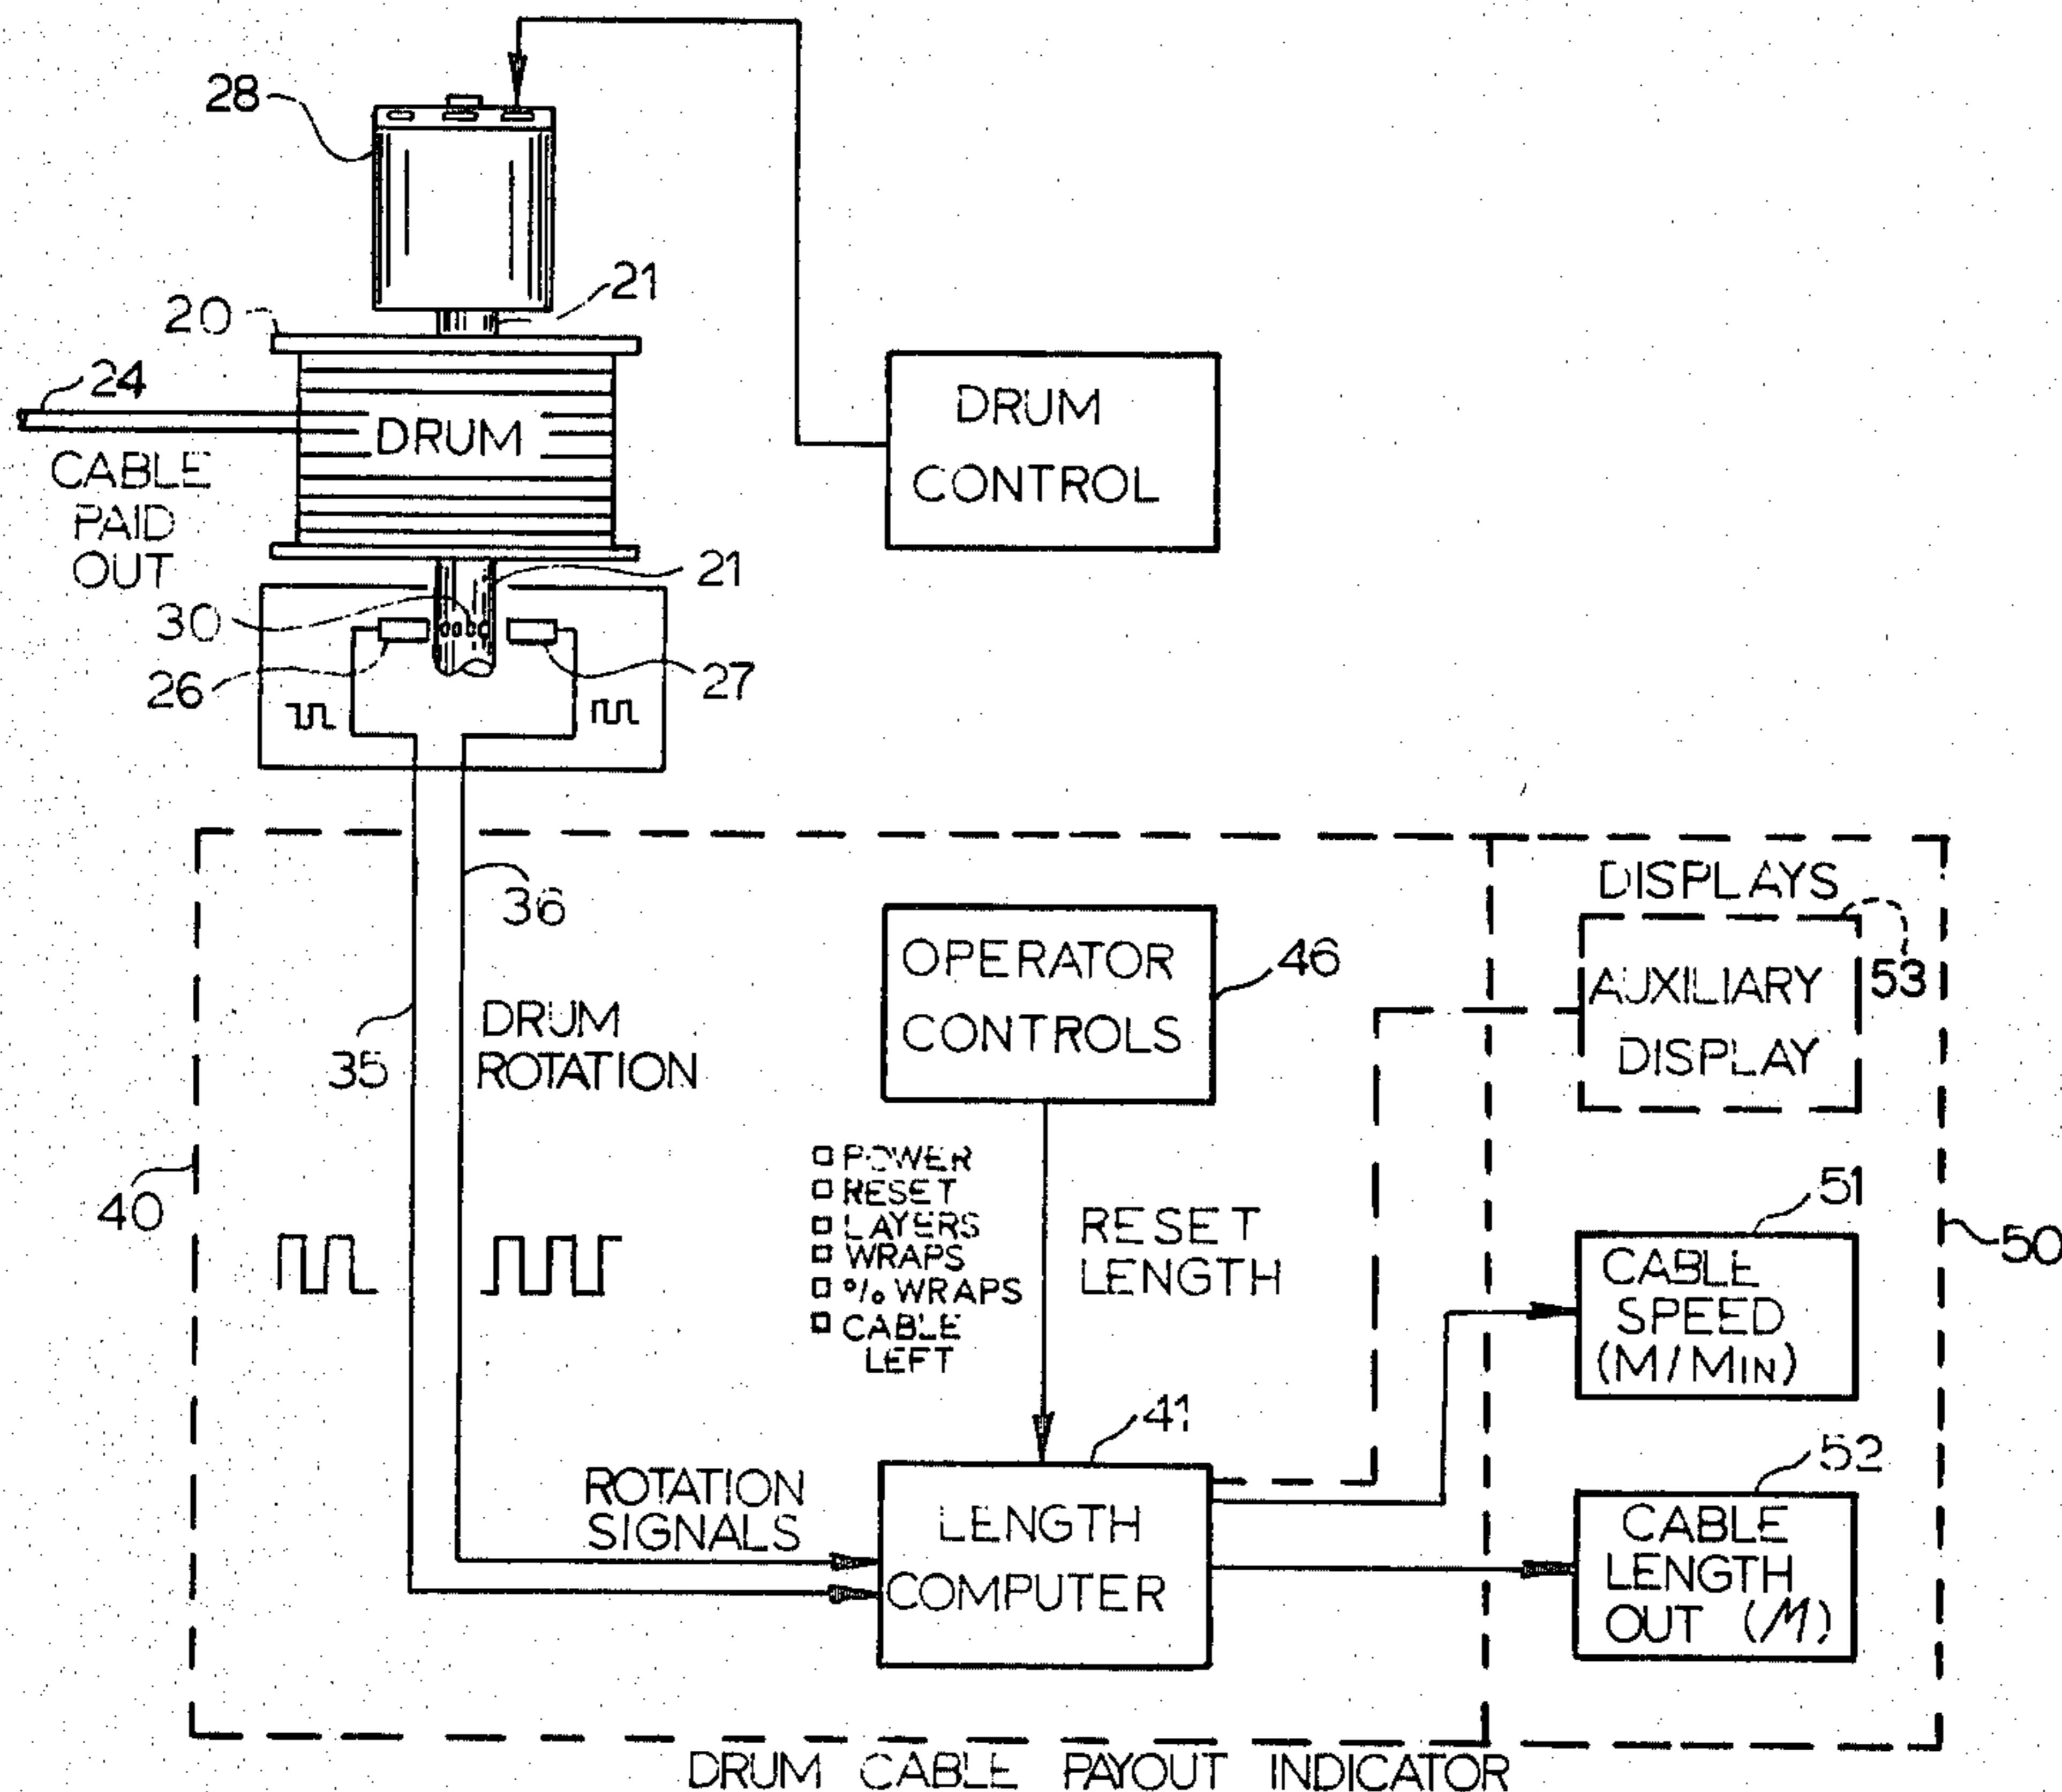 28
21
20
24
DRUM
CABLE
PAID
OUT
DRUM
CONTROL
21
30
26
27
36
35
DRUM
ROTATION
OPERATOR
CONTROLS
46
DISPLAYS
53
AUXILIARY
DISPLAY
40
POWER
RESET
LAYERS
WRAPS
% WRAPS
CABLE
LEFT
RESET
LENGTH
51
CABLE
SPEED
(M/MIN)
50
41
ROTATION
SIGNALS
LENGTH
COMPUTER
52
CABLE
LENGTH
OUT (M)
DRUM CABLE PAYOUT INDICATOR